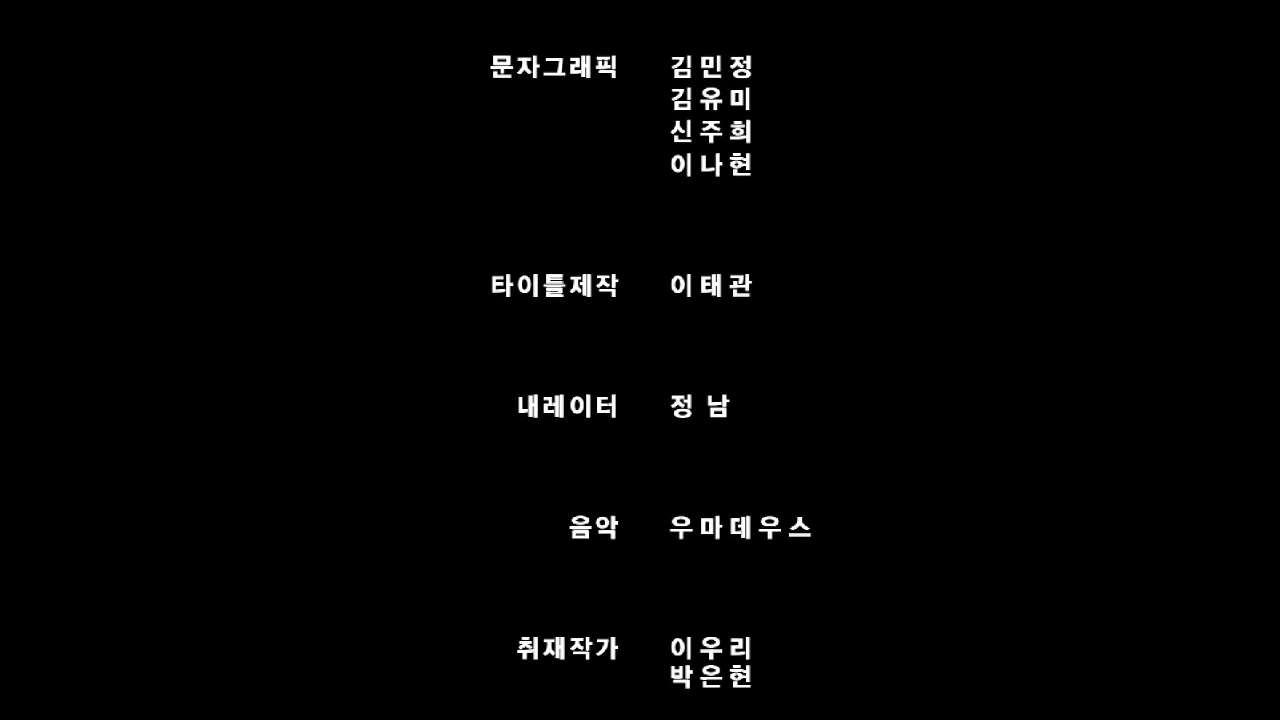 문자그래픽 김민정
김유미
신주희
이나현
타이틀제작 이태관
내레이터 정 남
음악 우마데우스
취재작가 이우리
박은현